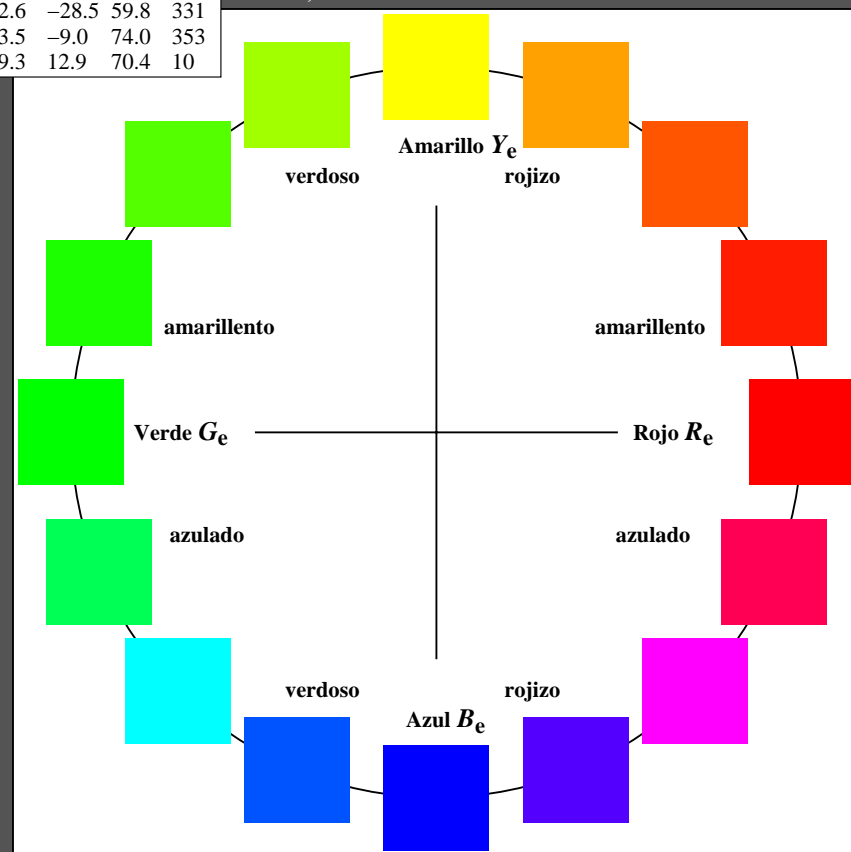 2.6 –28.5 59.8 331
3.5 –9.0 74.0 353
9.3 12.9 70.4 10
Amarillo Ye
verdoso rojizo
amarillento amarillento
Verde Ge Rojo Re
azulado azulado
verdoso rojizo
Azul Be